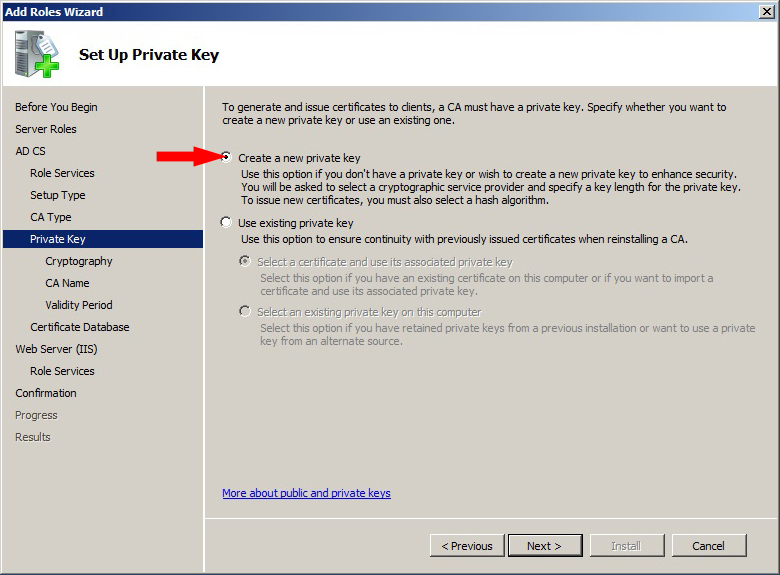 Add Roles Wizard
Set Up Private Key
Before You Begin
Server Roles
AD CS
Role Services
Setup Type
CA Type
Private Key
Cryptography
CA Name
Validity Period
Certificate Database
Web Server (IIS)
Role Services
Confirmation
Progress
Results
To generate and issue certificates to clients, a CA must have a private key. Specify whether you want to
create a new private key or use an existing one.
Create a new private key
Use this option if you don't have a private key or wish to create a new private key to enhance security.
You will be asked to select a cryptographic service provider and specify a key length for the private key.
To issue new certificates, you must also select a hash algorithm.
Use existing private key
Use this option to ensure continuity with previously issued certificates when reinstalling a CA.
Select a certificate and use its associated private key
Select this option if you have an existing certificate on this computer or if you want to import a
certificate and use its associated private key.
Select an existing private key on this computer
Select this option if you have retained private keys from a previous installation or want to use a private
key from an alternate source.
More about public and private keys
< Previous
Next >
Install
Cancel